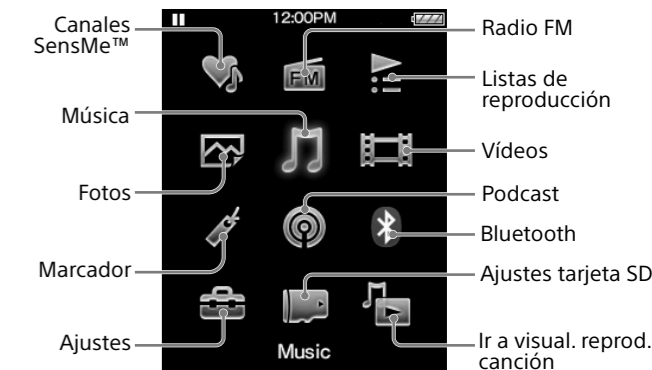 Canales
SensMe™
12:00PM
Radio FM
FM
Listas de
reproducción
Música
Vídeos
Fotos
Podcast
Bluetooth
Marcador
Ajustes tarjeta SD
Ajustes
Ir a visual. reprod.
canción
Music